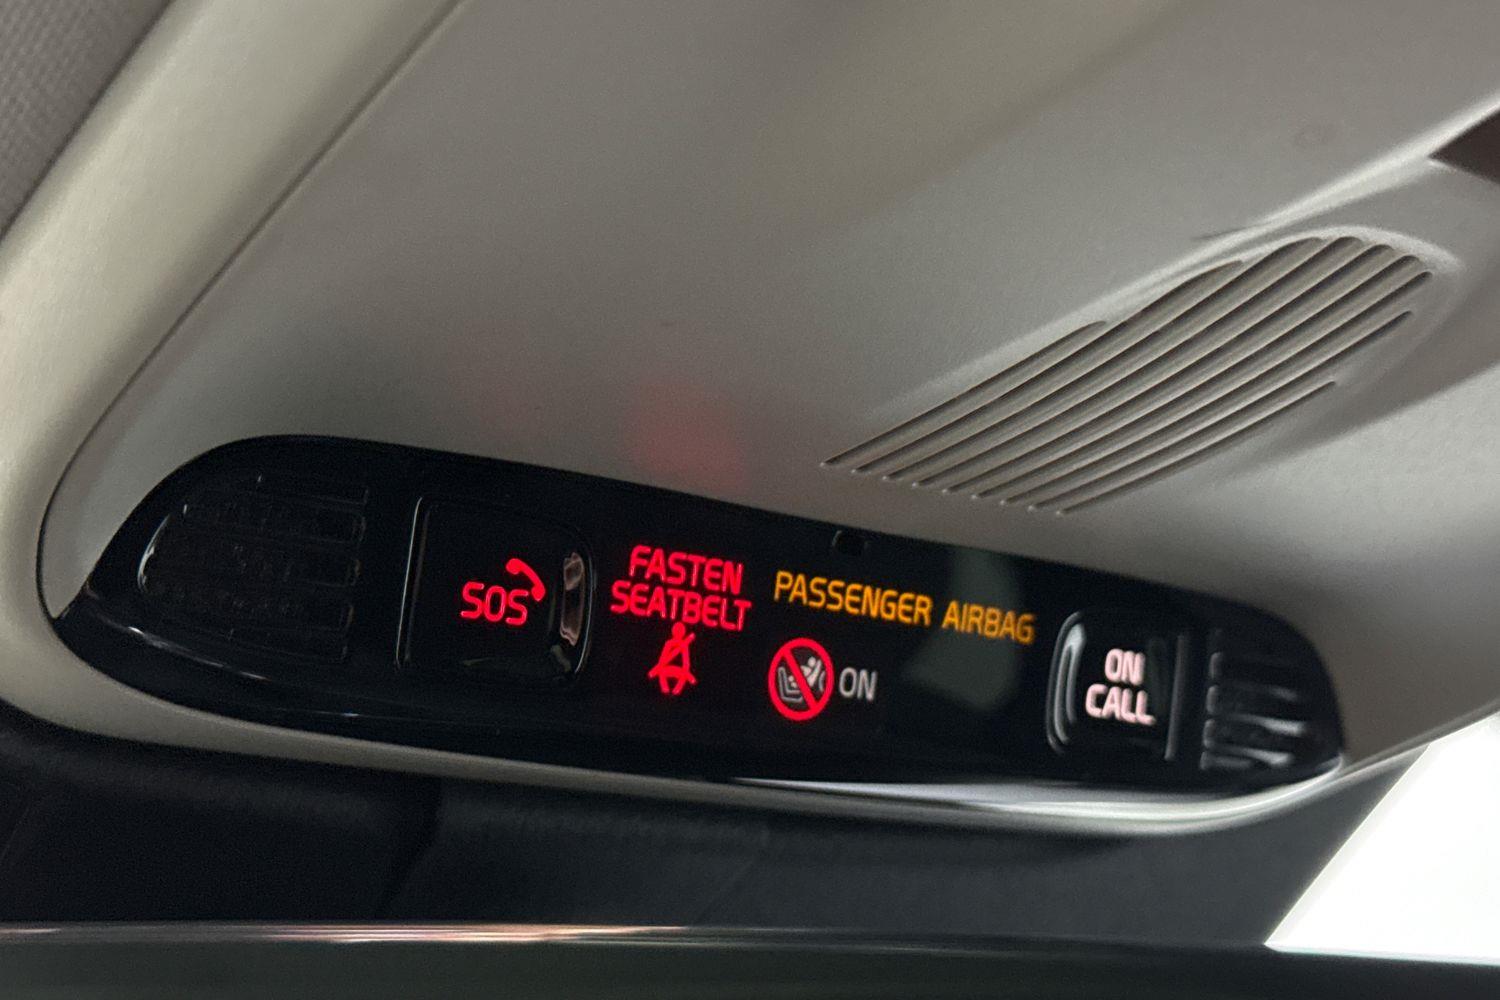 SOS
FASTEN
SEATBELT
PASSENGER AIRBAG
ON
ON
CALL